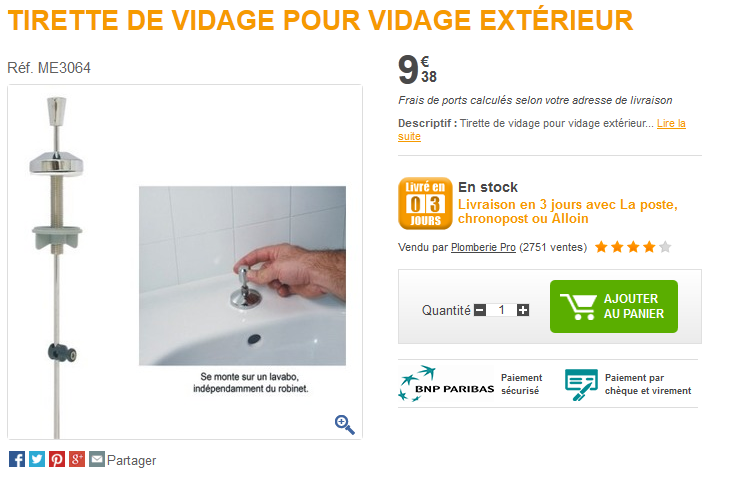 TIRETTE DE VIDAGE POUR VIDAGE EXTÉRIEUR
Réf. ME3064
Se monte sur un lavabo,
indépendamment du robinet.
Partager
9€38
Frais de ports calculés selon votre adresse de livraison
Descriptif : Tirette de vidage pour vidage extérieur... Lire la
suite
Livré en
03
JOURS
En stock
Livraison en 3 jours avec La poste,
chronopost ou Alloin
Vendu par Plomberie Pro (2751 ventes)
Quantité - 1 +
AJOUTER
AU PANIER
BNP PARIBAS
Paiement
sécurisé
Paiement par
chèque et virement